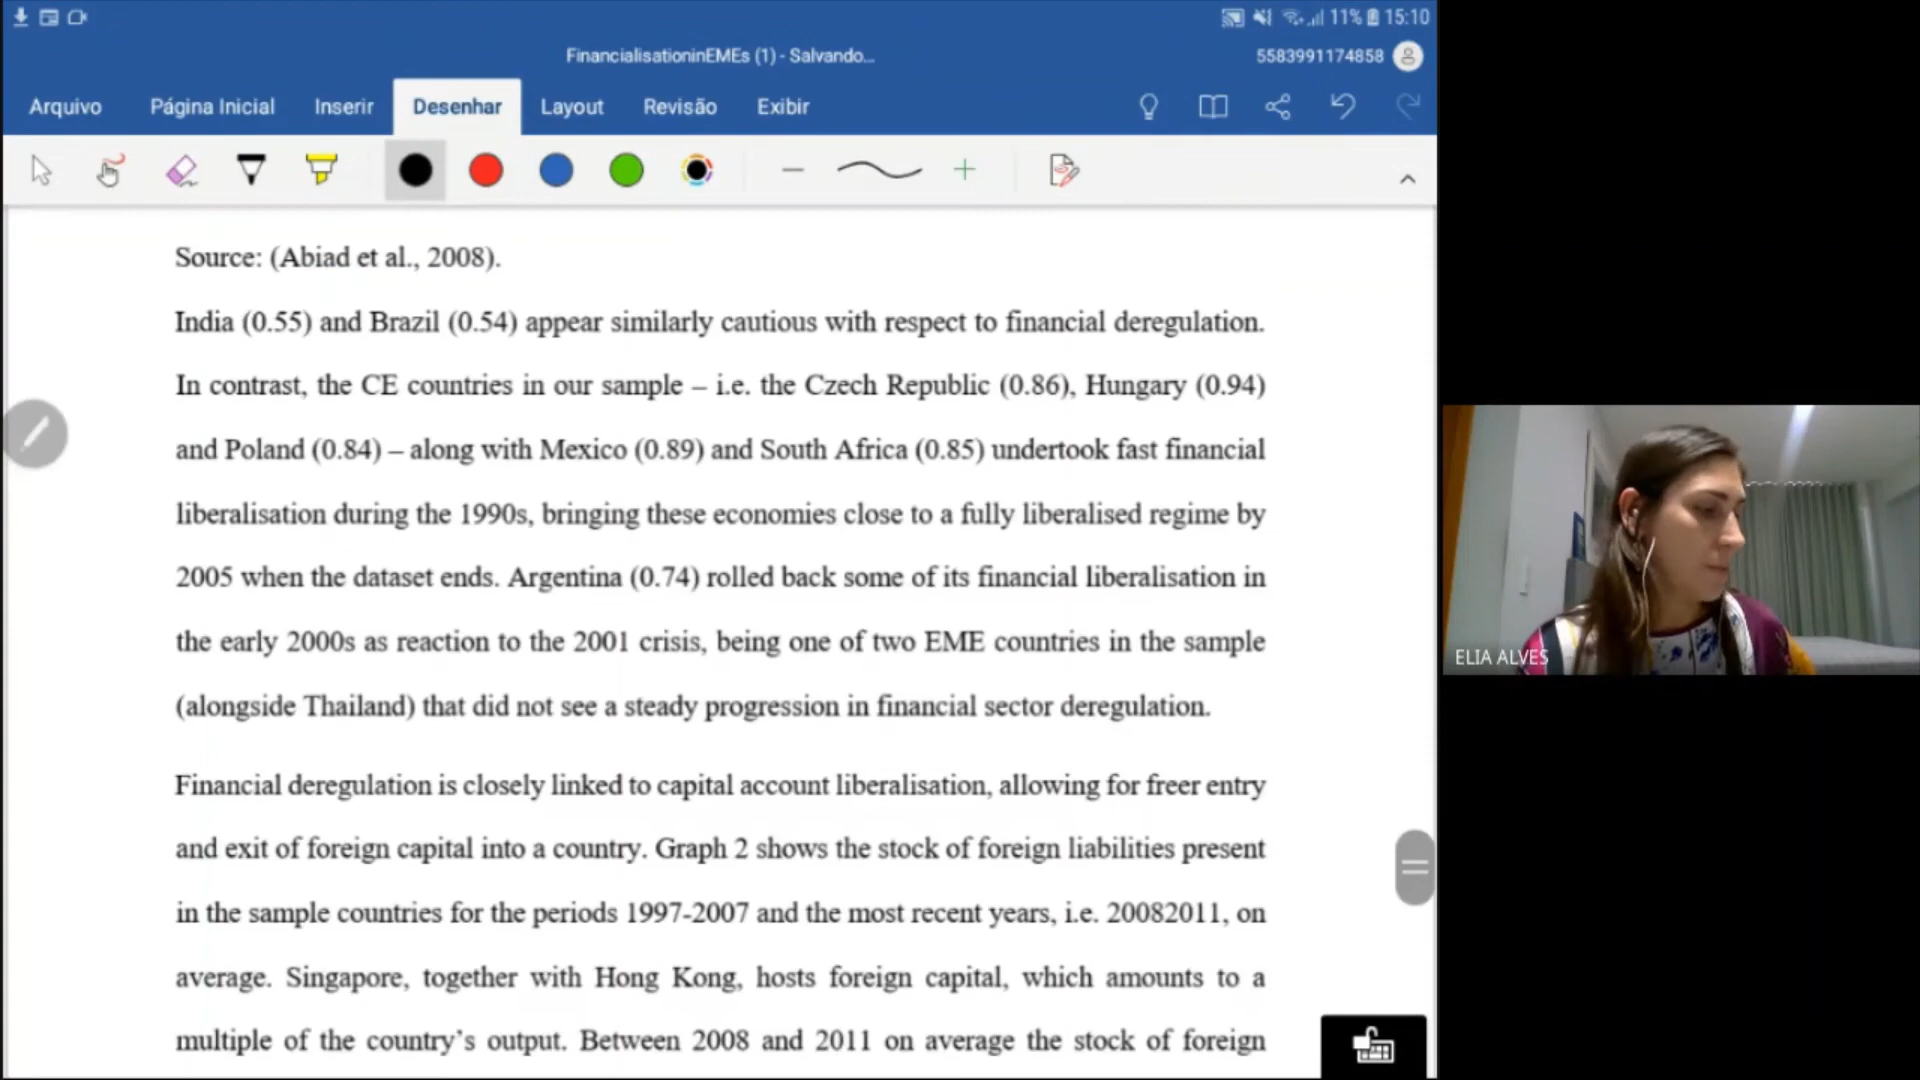 11% 15:10
FinancialisationinEMEs (1) - Salvando...
5583991174858
Arquivo Página Inicial Inserir Desenhar Layout Revisão Exibir
Source: (Abiad et al., 2008).
India (0.55) and Brazil (0.54) appear similarly cautious with respect to financial deregulation.
In contrast, the CE countries in our sample – i.e. the Czech Republic (0.86), Hungary (0.94)
and Poland (0.84) – along with Mexico (0.89) and South Africa (0.85) undertook fast financial
liberalisation during the 1990s, bringing these economies close to a fully liberalised regime by
2005 when the dataset ends. Argentina (0.74) rolled back some of its financial liberalisation in
the early 2000s as reaction to the 2001 crisis, being one of two EME countries in the sample
(alongside Thailand) that did not see a steady progression in financial sector deregulation.
Financial deregulation is closely linked to capital account liberalisation, allowing for freer entry
and exit of foreign capital into a country. Graph 2 shows the stock of foreign liabilities present
in the sample countries for the periods 1997-2007 and the most recent years, i.e. 20082011, on
average. Singapore, together with Hong Kong, hosts foreign capital, which amounts to a
multiple of the country’s output. Between 2008 and 2011 on average the stock of foreign
ELIA ALVES